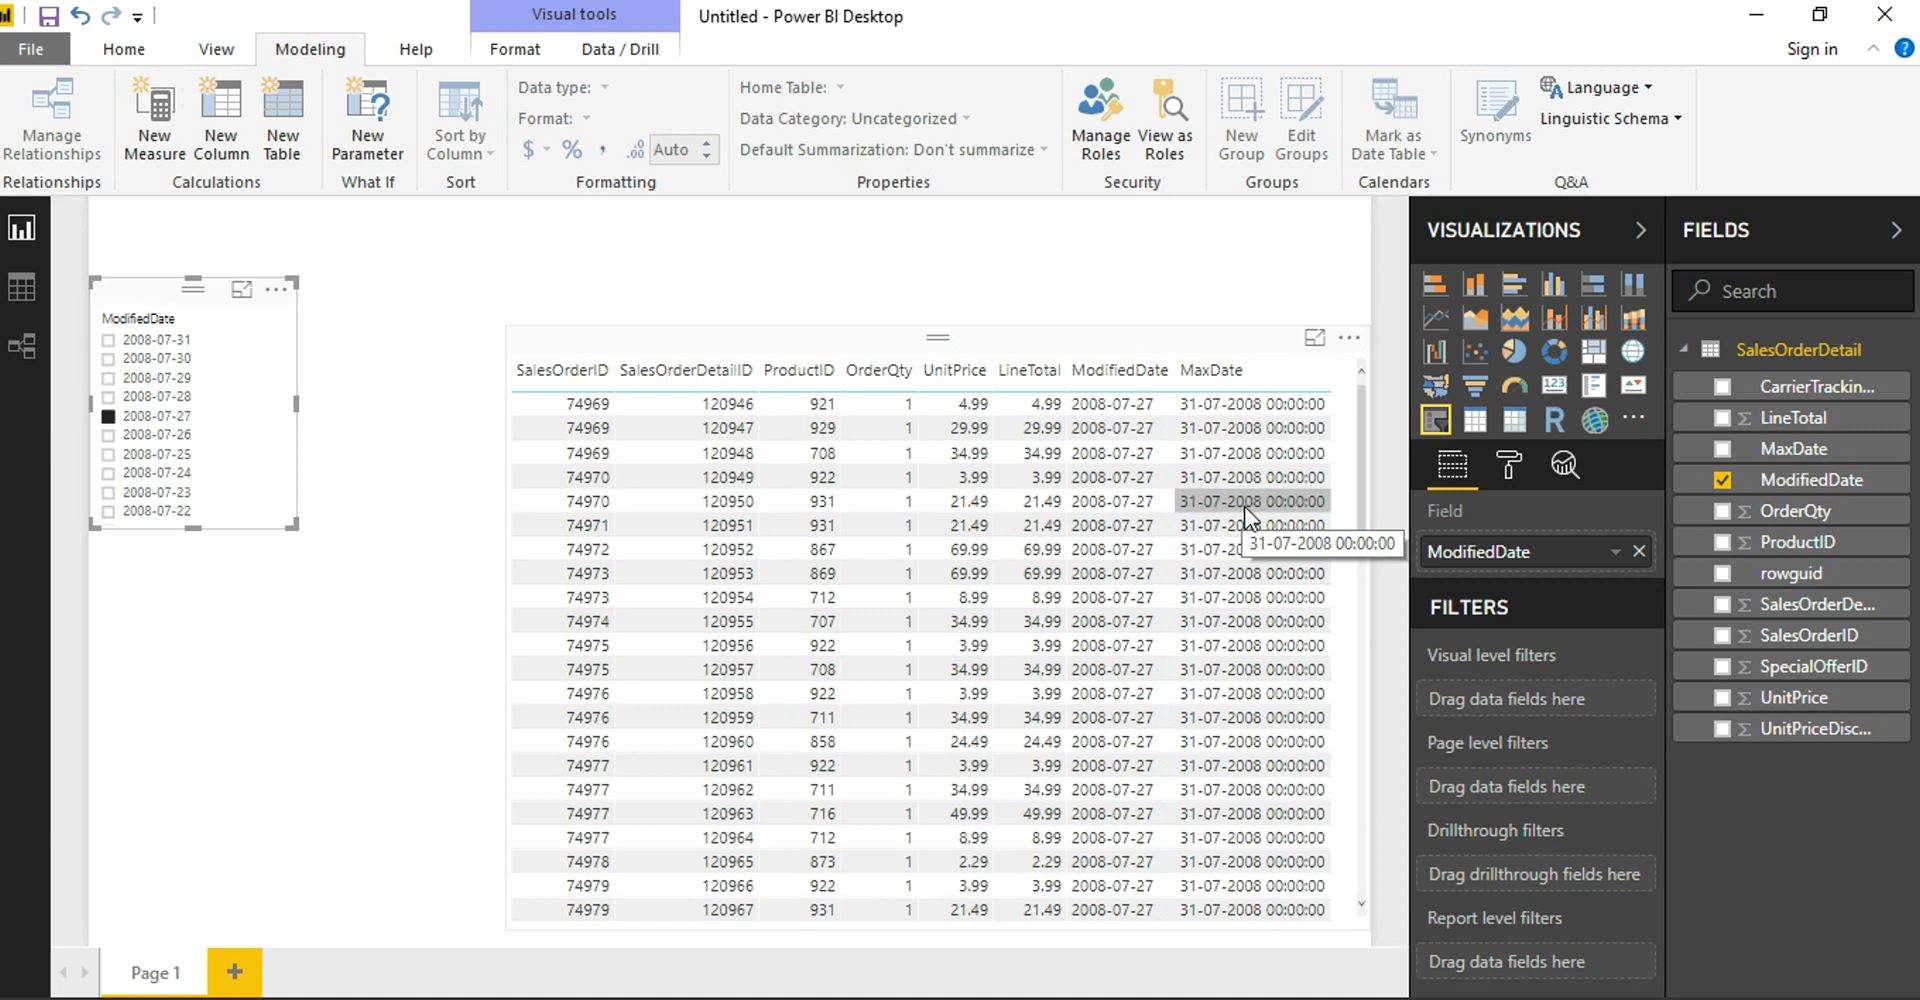 Visual tools
Untitled - Power BI Desktop
File Home View Modeling Help Format Data / Drill Sign in
Manage Relationships
New Measure
New Column
New Table
New Parameter
Sort by Column
Data type:
Format:
$ % , .00 Auto
Home Table:
Data Category: Uncategorized
Default Summarization: Don't summarize
Manage Roles
View as Roles
New Group
Edit Groups
Mark as Date Table
Synonyms
Language
Linguistic Schema
Relationships Calculations What If Sort Formatting Properties Security Groups Calendars Q&A
ModifiedDate
2008-07-31
2008-07-30
2008-07-29
2008-07-28
2008-07-27
2008-07-26
2008-07-25
2008-07-24
2008-07-23
2008-07-22
SalesOrderID SalesOrderDetailID ProductID OrderQty UnitPrice LineTotal ModifiedDate MaxDate
74969 120946 921 1 4.99 4.99 2008-07-27 31-07-2008 00:00:00
74969 120947 929 1 29.99 29.99 2008-07-27 31-07-2008 00:00:00
74969 120948 708 1 34.99 34.99 2008-07-27 31-07-2008 00:00:00
74970 120949 922 1 3.99 3.99 2008-07-27 31-07-2008 00:00:00
74970 120950 931 1 21.49 21.49 2008-07-27 31-07-2008 00:00:00
74971 120951 931 1 21.49 21.49 2008-07-27 31-07-2008 00:00:00
74972 120952 867 1 69.99 69.99 2008-07-27
31-07-2008 00:00:00
74973 120953 869 1 69.99 69.99 2008-07-27 31-07-2008 00:00:00
74973 120954 712 1 8.99 8.99 2008-07-27 31-07-2008 00:00:00
74974 120955 707 1 34.99 34.99 2008-07-27 31-07-2008 00:00:00
74975 120956 922 1 3.99 3.99 2008-07-27 31-07-2008 00:00:00
74975 120957 708 1 34.99 34.99 2008-07-27 31-07-2008 00:00:00
74976 120958 922 1 3.99 3.99 2008-07-27 31-07-2008 00:00:00
74976 120959 711 1 34.99 34.99 2008-07-27 31-07-2008 00:00:00
74976 120960 858 1 24.49 24.49 2008-07-27 31-07-2008 00:00:00
74977 120961 922 1 3.99 3.99 2008-07-27 31-07-2008 00:00:00
74977 120962 711 1 34.99 34.99 2008-07-27 31-07-2008 00:00:00
74977 120963 716 1 49.99 49.99 2008-07-27 31-07-2008 00:00:00
74977 120964 712 1 8.99 8.99 2008-07-27 31-07-2008 00:00:00
74978 120965 873 1 2.29 2.29 2008-07-27 31-07-2008 00:00:00
74979 120966 922 1 3.99 3.99 2008-07-27 31-07-2008 00:00:00
74979 120967 931 1 21.49 21.49 2008-07-27 31-07-2008 00:00:00
VISUALIZATIONS
123
R
Field
ModifiedDate
FILTERS
Visual level filters
Drag data fields here
Page level filters
Drag data fields here
Drillthrough filters
Drag drillthrough fields here
Report level filters
Drag data fields here
FIELDS
Search
SalesOrderDetail
CarrierTrackin...
LineTotal
MaxDate
ModifiedDate
OrderQty
ProductID
rowguid
SalesOrderDe...
SalesOrderID
SpecialOfferID
UnitPrice
UnitPriceDisc...
Page 1